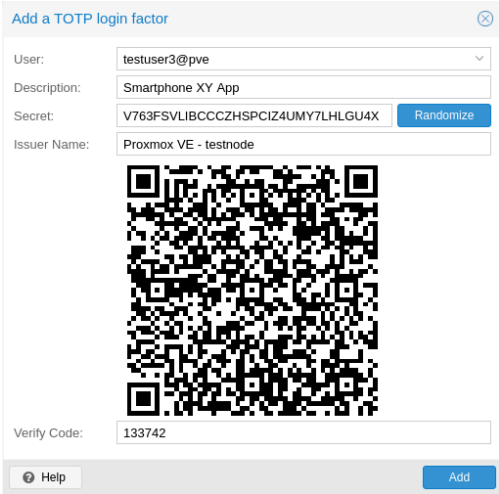 Add a TOTP login factor
User: testuser3@pve
Description: Smartphone XY App
Secret: V763FSVLIBCCCZHSPCIZ4UMY7LHLGU4X Randomize
Issuer Name: Proxmox VE - testnode
Verify Code: 133742
Help Add